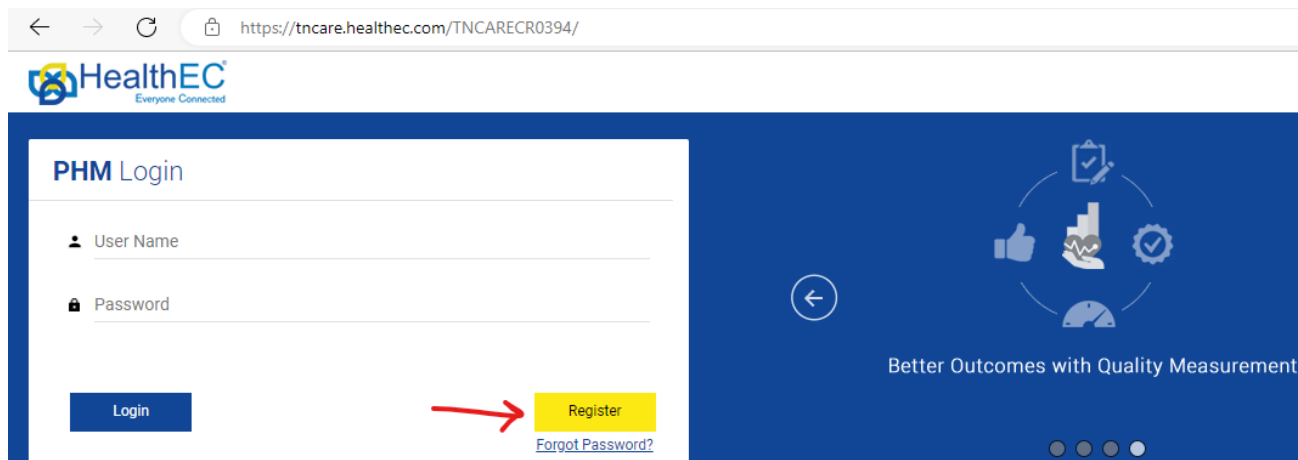 https://tncare.healthec.com/TNCARECR0394/
HealthEC®
Everyone Connected
PHM Login
User Name
Password
Login
Register
Forgot Password?
Better Outcomes with Quality Measurement